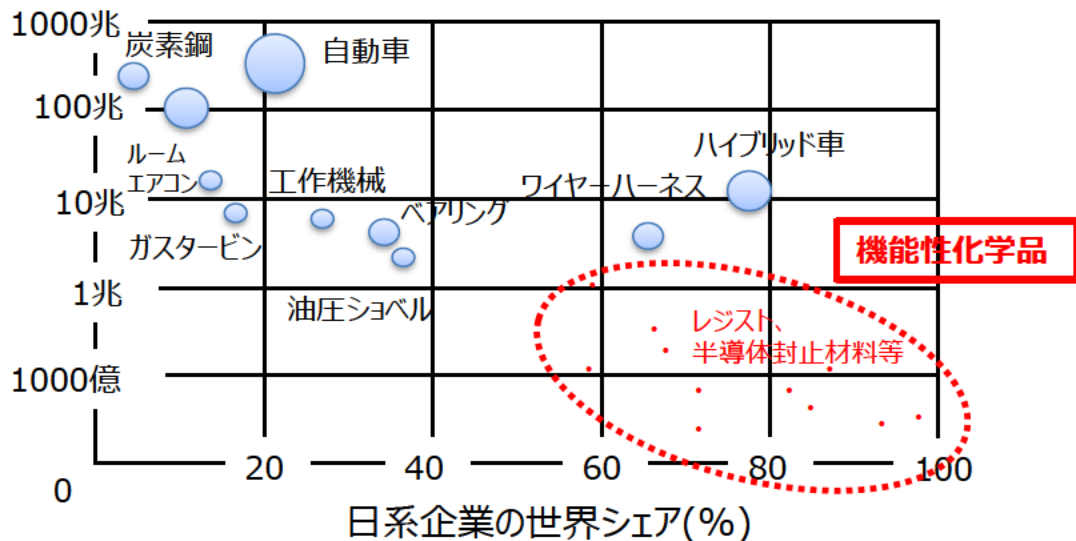 1000兆
炭素鋼
自動車
100兆
ルーム
エアコン
工作機械
ハイブリッド車
ワイヤーハーネス
10兆
ベアリング
ガスタービン
機能性化学品
1兆
油圧ショベル
レジスト、
半導体封止材料等
1000億
0
20
40
60
80
100
日系企業の世界シェア(%)